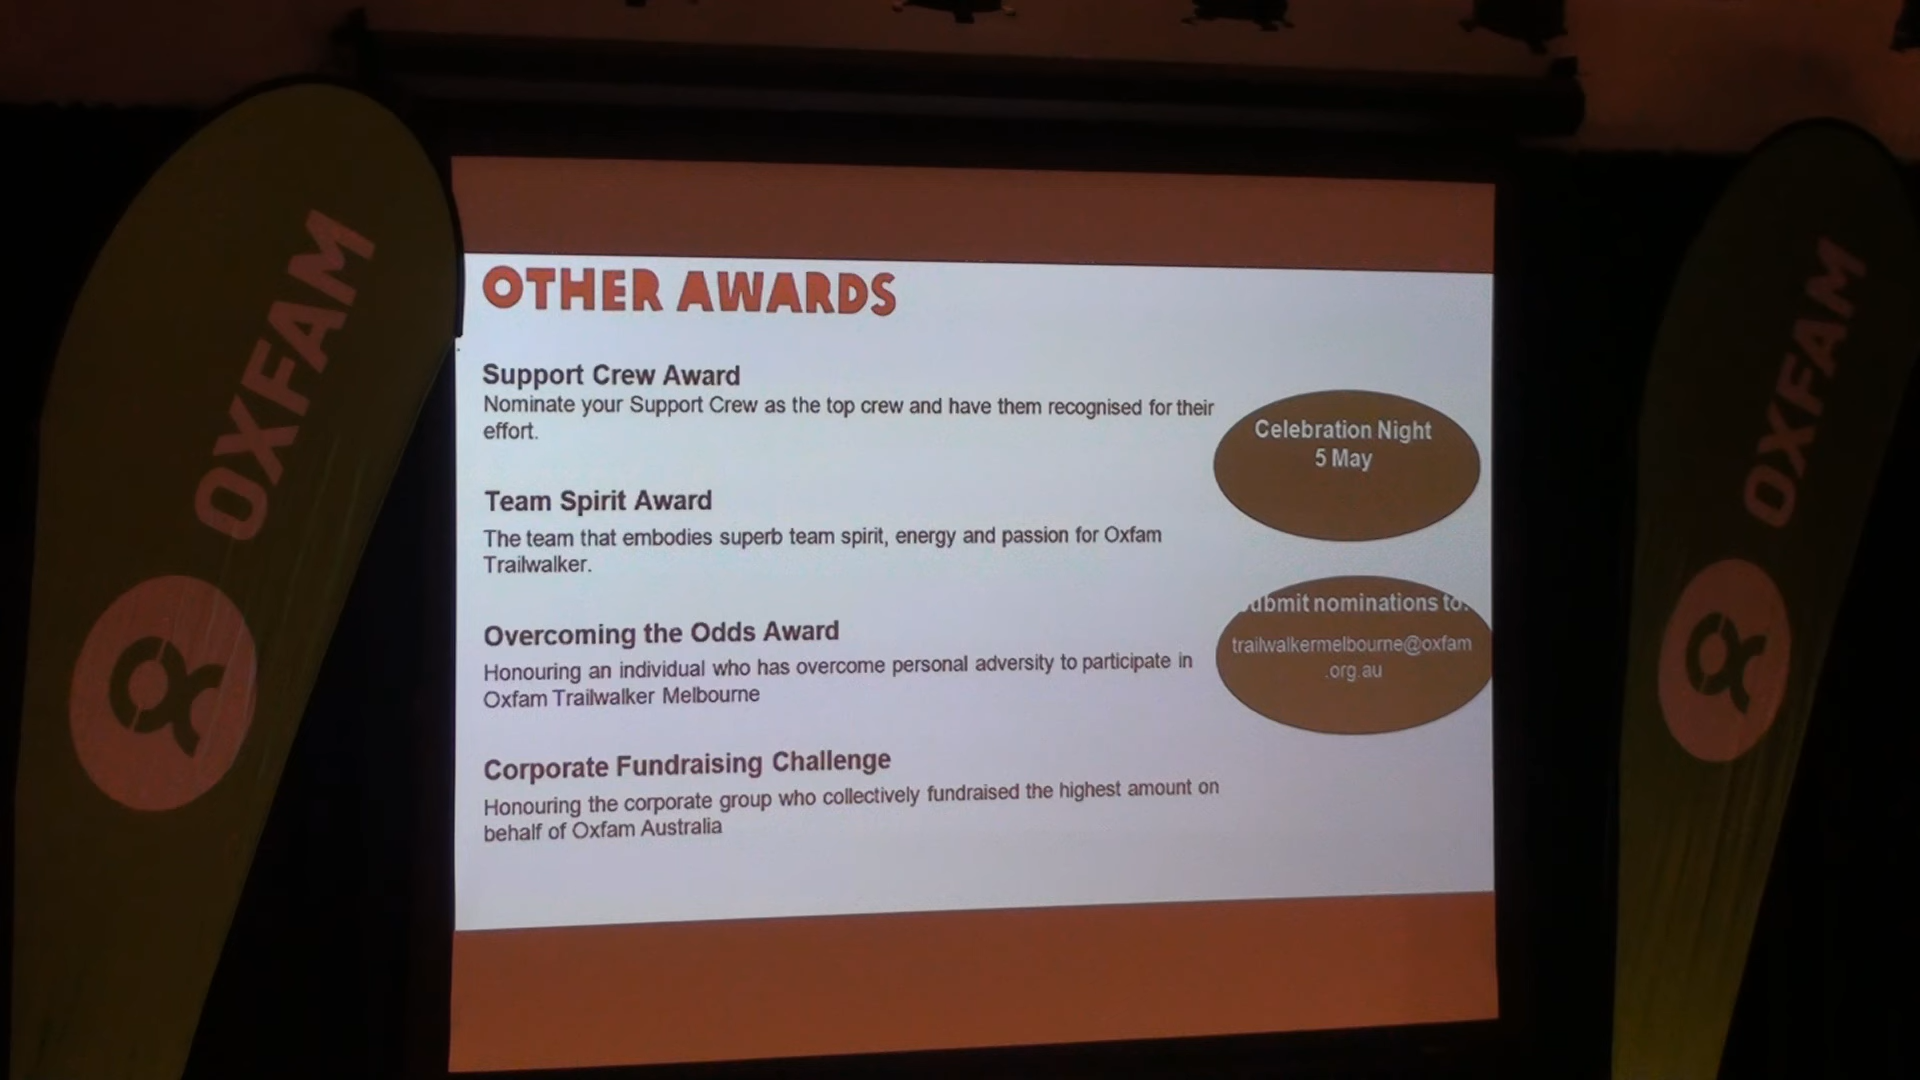 OTHER AWARDS
Support Crew Award
Nominate your Support Crew as the top crew and have them recognised for their
effort.
Team Spirit Award
The team that embodies superb team spirit, energy and passion for Oxfam
Trailwalker.
Overcoming the Odds Award
Honouring an individual who has overcome personal adversity to participate in
Oxfam Trailwalker Melbourne
Corporate Fundraising Challenge
Honouring the corporate group who collectively fundraised the highest amount on
behalf of Oxfam Australia
Celebration Night
5 May
Submit nominations to:
trailwalkermelbourne@oxfam
.org.au
OXFAM
OXFAM